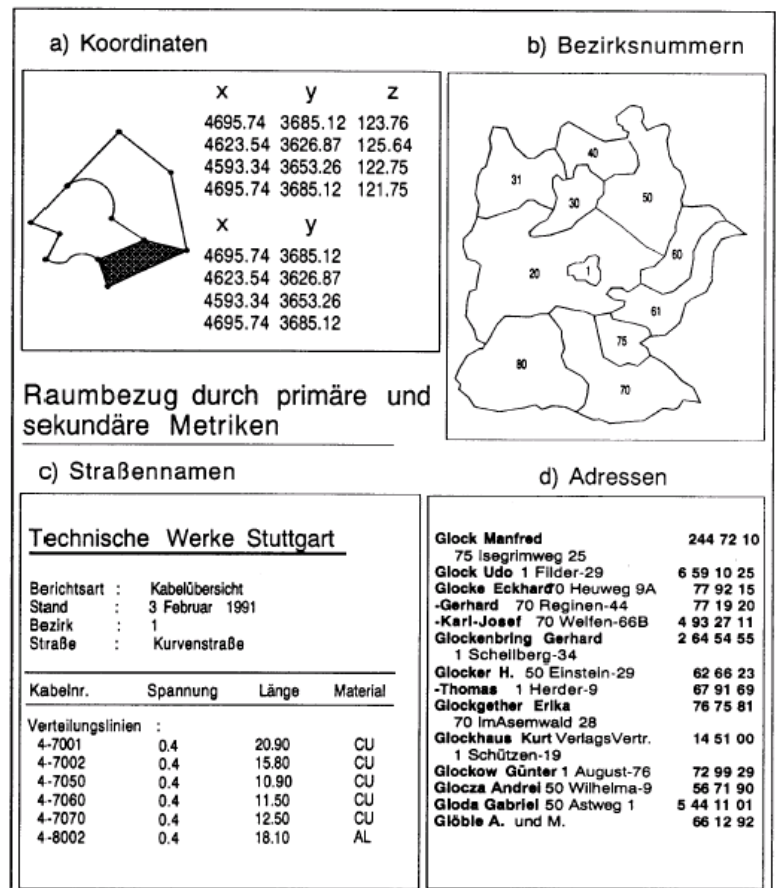 a) Koordinaten
x y z
4695.74 3685.12 123.76
4623.54 3626.87 125.64
4593.34 3653.26 122.75
4695.74 3685.12 121.75
x y
4695.74 3685.12
4623.54 3626.87
4593.34 3653.26
4695.74 3685.12
b) Bezirksnummern
40
31
30
50
60
20
1
61
75
80
70
Raumbezug durch primäre und
sekundäre Metriken
c) Straßennamen
Technische Werke Stuttgart
Berichtsart : Kabelübersicht
Stand : 3 Februar 1991
Bezirk : 1
Straße : Kurvenstraße
Kabelnr. Spannung Länge Material
Verteilungslinien :
4-7001 0.4 20.90 CU
4-7002 0.4 15.80 CU
4-7050 0.4 10.90 CU
4-7060 0.4 11.50 CU
4-7070 0.4 12.50 CU
4-8002 0.4 18.10 AL
d) Adressen
Glock Manfred 244 72 10
75 Isegrimweg 25
Glock Udo 1 Filder-29 6 59 10 25
Glocke Eckhard 70 Heuweg 9A 77 92 15
-Gerhard 70 Reginen-44 77 19 20
-Karl-Josef 70 Welfen-66B 4 93 27 11
Glockenbring Gerhard 2 64 54 55
1 Schellberg-34
Glocker H. 50 Einstein-29 62 66 23
-Thomas 1 Herder-9 67 91 69
Glockgether Erika 76 75 81
70 ImAsemwald 28
Glockhaus Kurt VerlagsVertr. 14 51 00
1 Schützen-19
Glockow Günter 1 August-76 72 99 29
Glocza Andrei 50 Wilhelma-9 56 71 90
Gloda Gabriel 50 Astweg 1 5 44 11 01
Glöble A. und M. 66 12 92